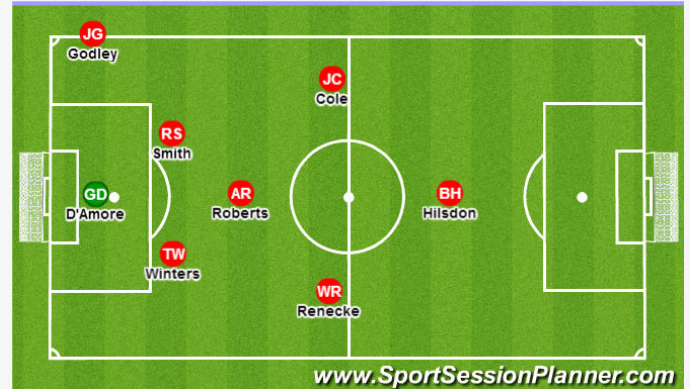 JG
Godley
JC
Cole
RS
Smith
GD
D'Amore
AR
Roberts
BH
Hilsdon
TW
Winters
WR
Renecke
www.SportSessionPlanner.com